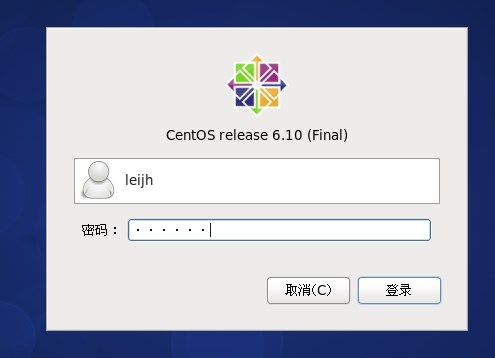 CentOS release 6.10 (Final)
leijh
密码： ······
取消(C) 登录